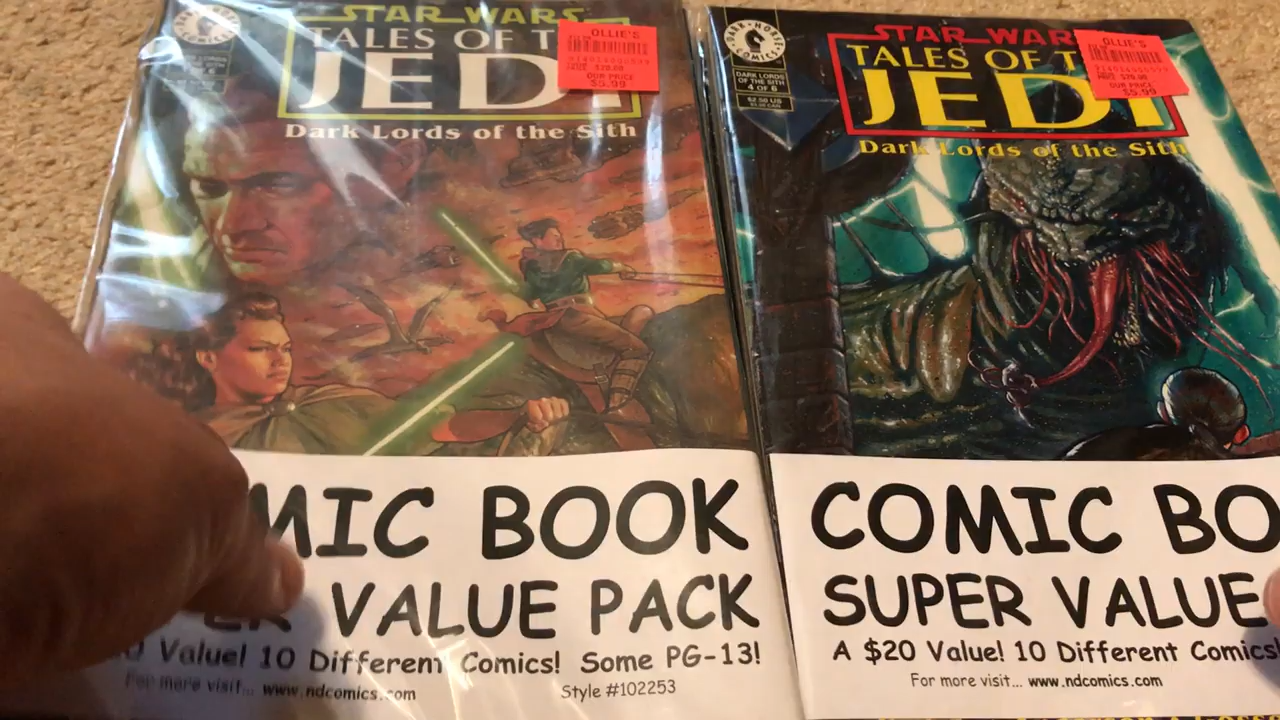 STAR WARS
TALES OF T
JEDI
Dark Lords of the Sith
OLLIE'S
OUR PRICE
$5.99
MIC BOOK
ER VALUE PACK
0 Value! 10 Different Comics! Some PG-13!
For more visit... www.ndcomics.com
Style #102253
DARK HORSE
COMICS
DARK LORDS
OF THE SITH
4 OF 6
$2.50 US
STAR WAR
TALES OF T
JEDI
Dark Lords of the Sith
OLLIE'S
OUR PRICE
$5.99
COMIC BO
SUPER VALUE
A $20 Value! 10 Different Comics!
For more visit... www.ndcomics.com